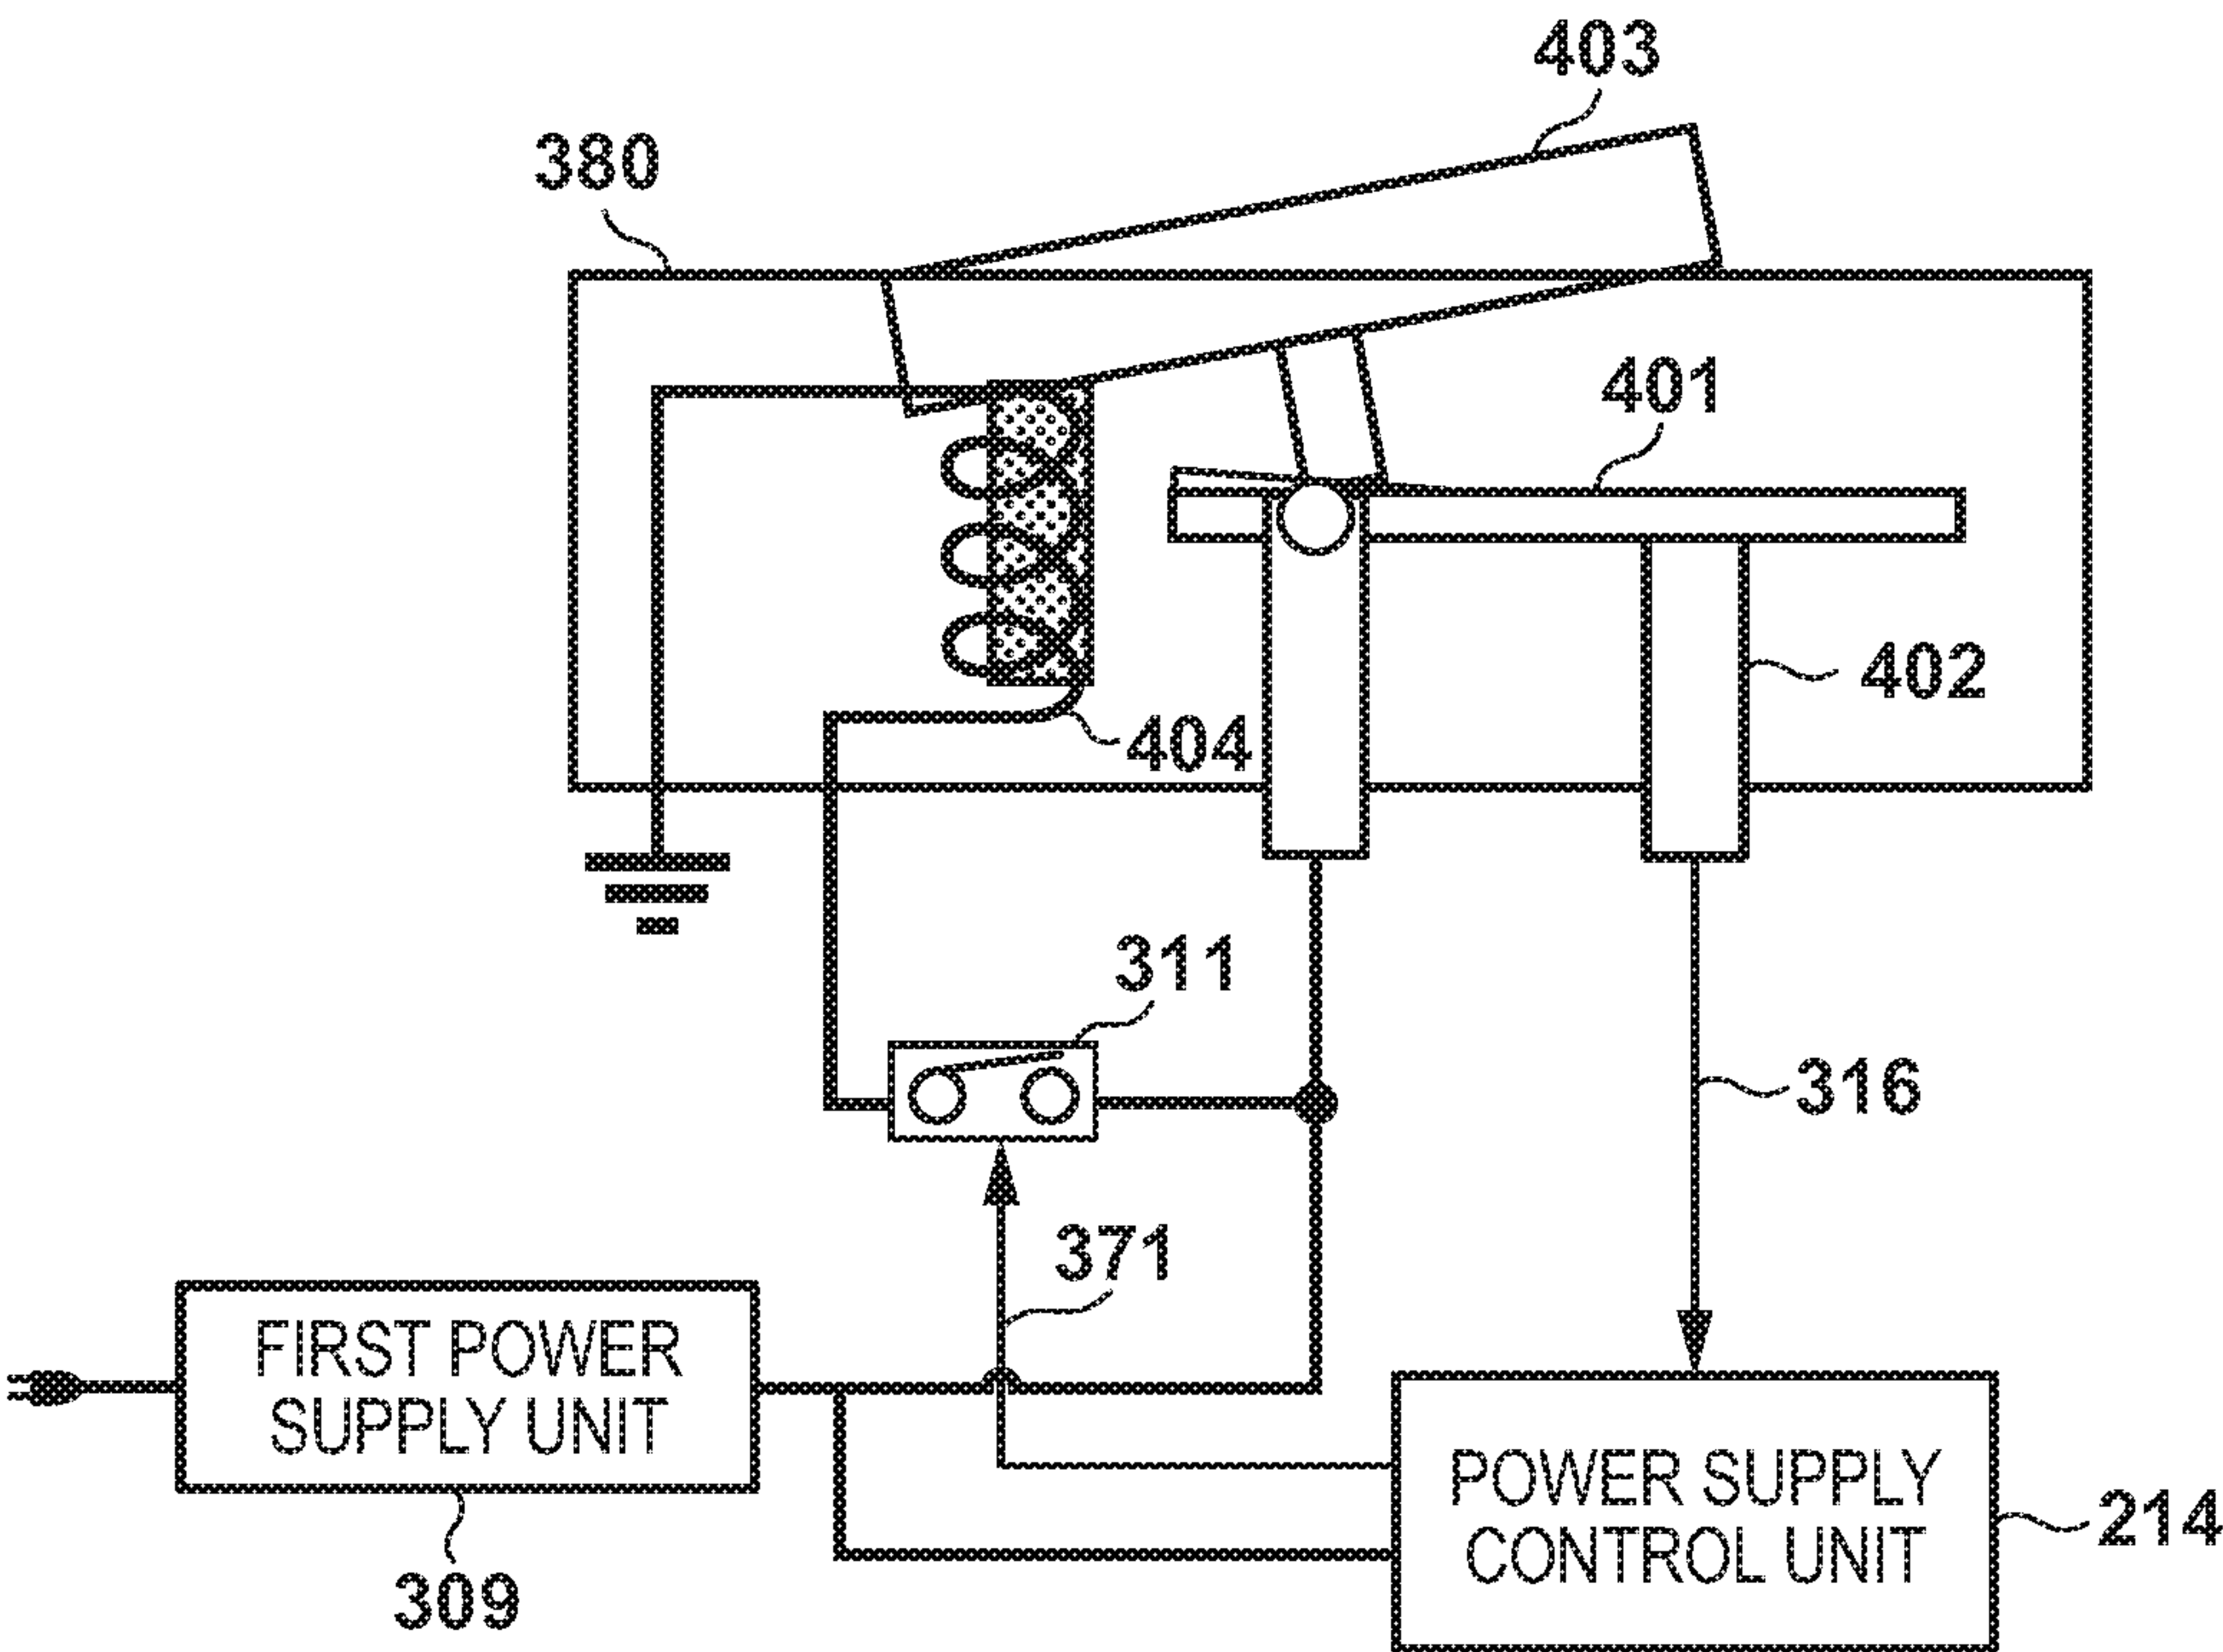 403
380
401
402
404
311
316
371
FIRST POWER
SUPPLY UNIT
POWER SUPPLY
CONTROL UNIT
214
309